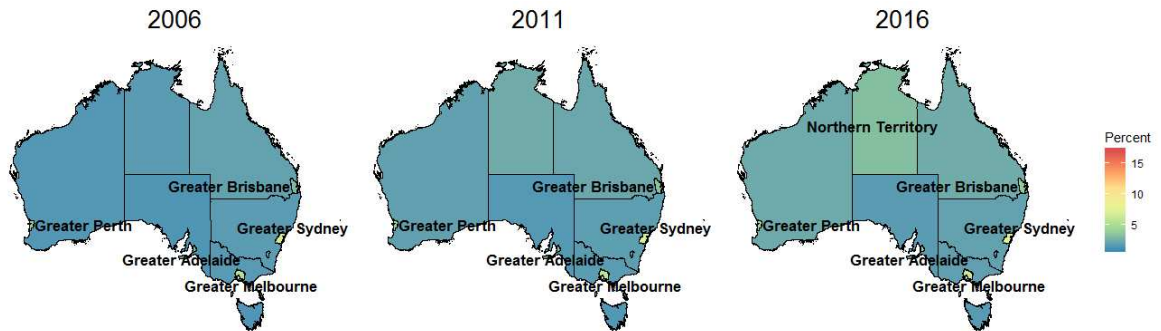 2006
2011
2016
Greater Brisbane
Greater Perth
Greater Sydney
Greater Adelaide
Greater Melbourne
Greater Brisbane
Greater Perth
Greater Sydney
Greater Adelaide
Greater Melbourne
Northern Territory
Greater Brisbane
Greater Perth
Greater Sydney
Greater Adelaide
Greater Melbourne
Percent
15
10
5